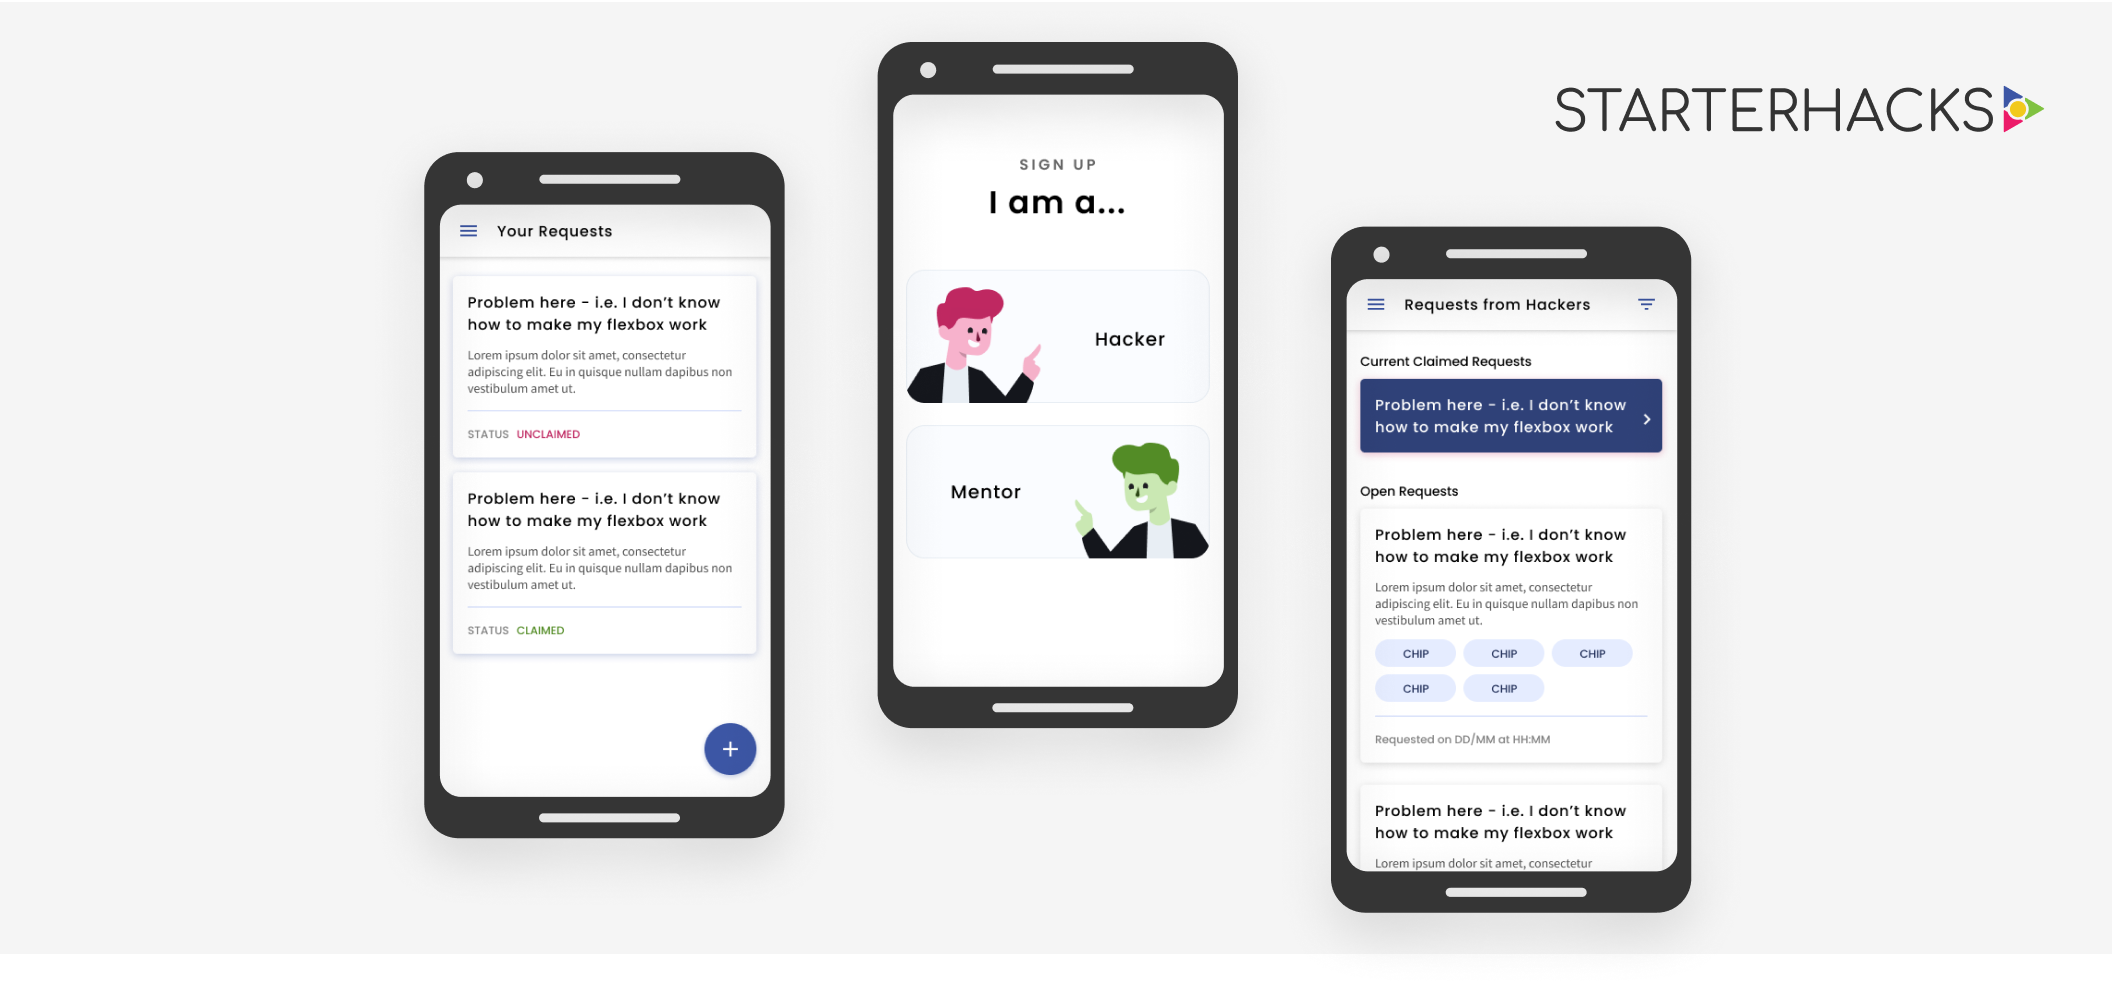 STARTERHACKS
Your Requests
Problem here - i.e. I don't know
how to make my flexbox work
Lorem ipsum dolor sit amet, consectetur
adipiscing elit. Eu in quisque nullam dapibus non
vestibulum amet ut.
STATUS UNCLAIMED
Problem here - i.e. I don't know
how to make my flexbox work
Lorem ipsum dolor sit amet, consectetur
adipiscing elit. Eu in quisque nullam dapibus non
vestibulum amet ut.
STATUS CLAIMED
+
SIGN UP
I am a...
Hacker
Mentor
Requests from Hackers
Current Claimed Requests
Problem here - i.e. I don't know
how to make my flexbox work
Open Requests
Problem here - i.e. I don't know
how to make my flexbox work
Lorem ipsum dolor sit amet, consectetur
adipiscing elit. Eu in quisque nullam dapibus non
vestibulum amet ut.
CHIP CHIP CHIP
CHIP CHIP
Requested on DD/MM at HH:MM
Problem here - i.e. I don't know
how to make my flexbox work
Lorem ipsum dolor sit amet, consectetur